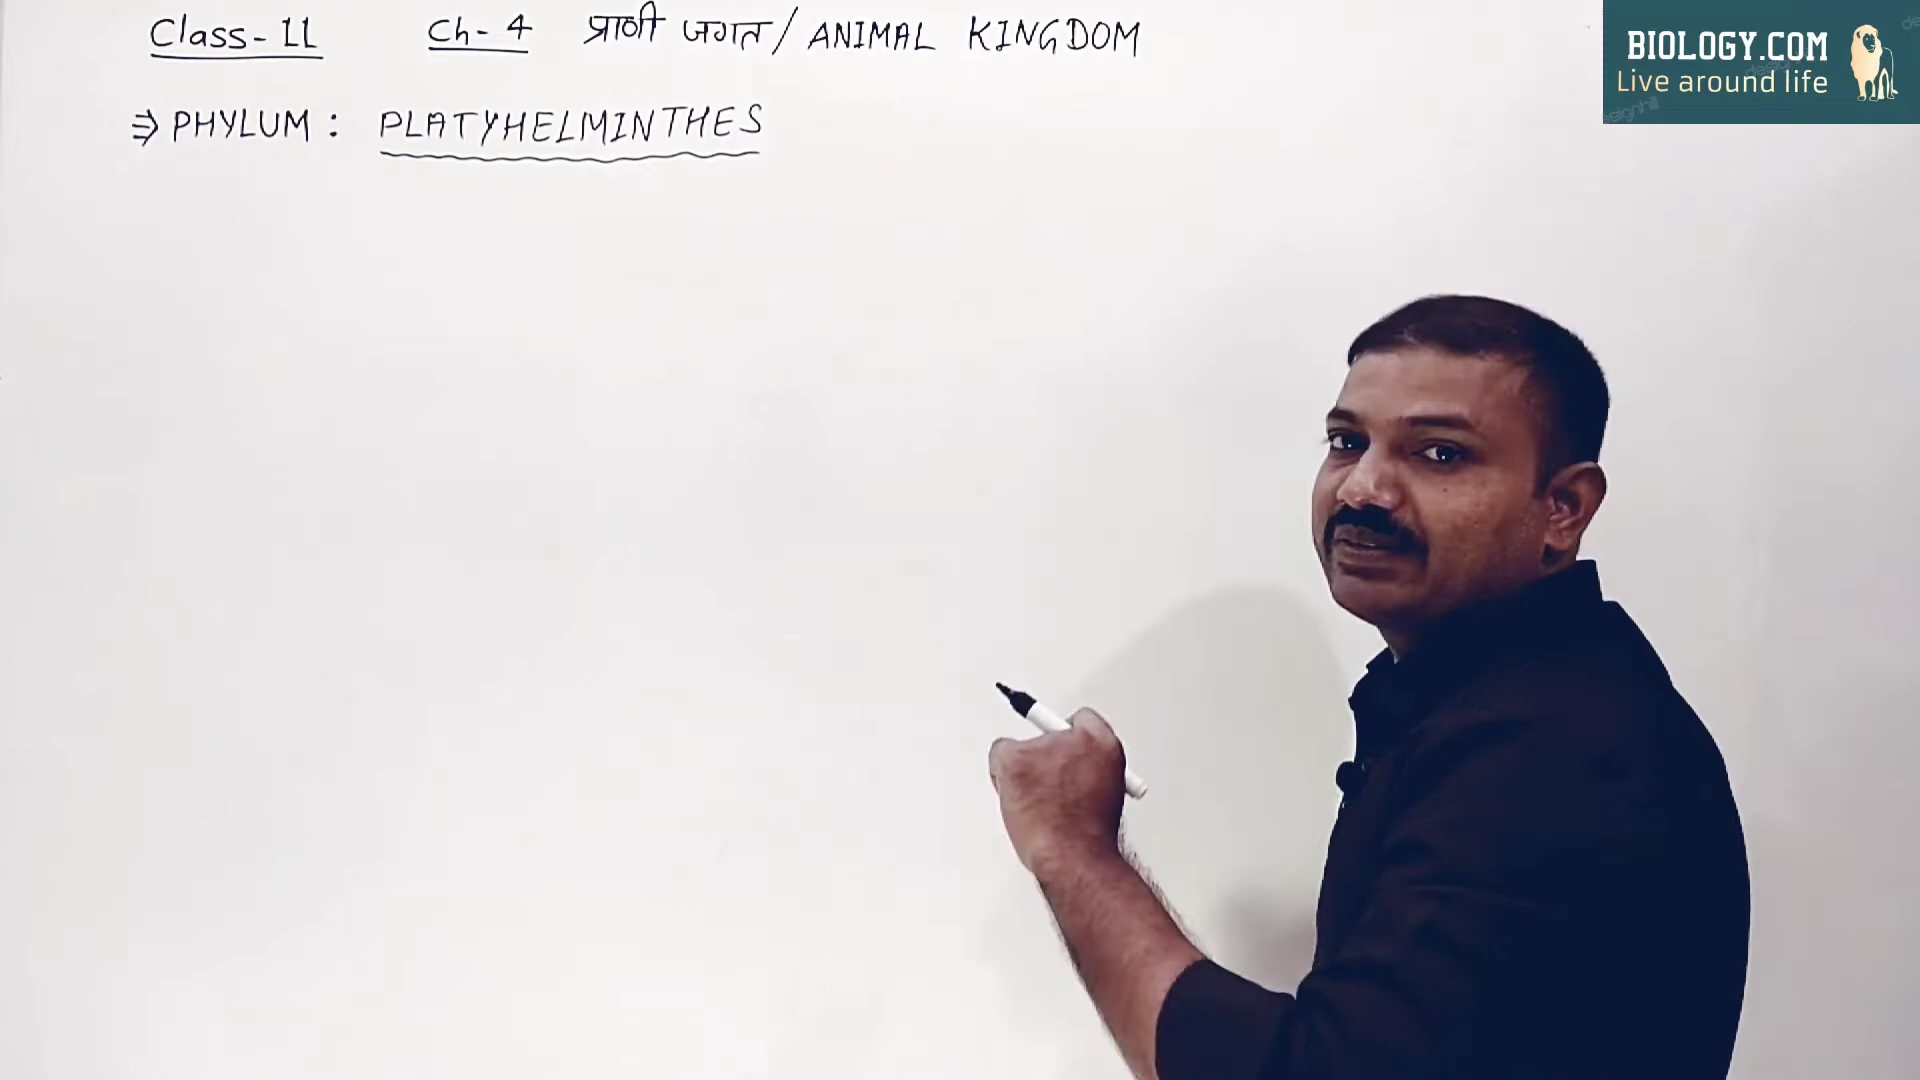 Class-11 Ch-4 प्राणी जगत / ANIMAL KINGDOM
⇛ PHYLUM : PLATYHELMINTHES
BIOLOGY.COM
Live around life